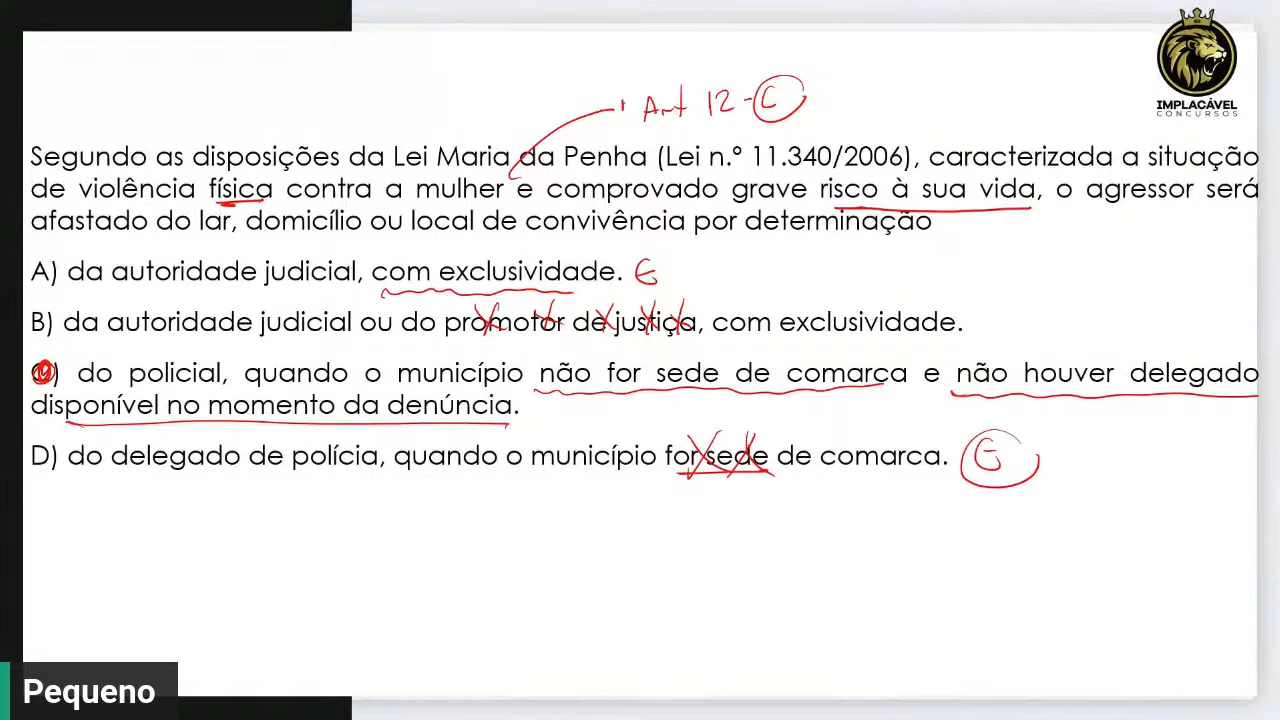 IMPLACÁVEL
CONCURSOS
Art 12-C
Segundo as disposições da Lei Maria da Penha (Lei n.º 11.340/2006), caracterizada a situação
de violência física contra a mulher e comprovado grave risco à sua vida, o agressor será
afastado do lar, domicílio ou local de convivência por determinação
A) da autoridade judicial, com exclusividade. E
B) da autoridade judicial ou do promotor de justiça, com exclusividade.
C) do policial, quando o município não for sede de comarca e não houver delegado
disponível no momento da denúncia.
D) do delegado de polícia, quando o município for sede de comarca. E
Pequeno